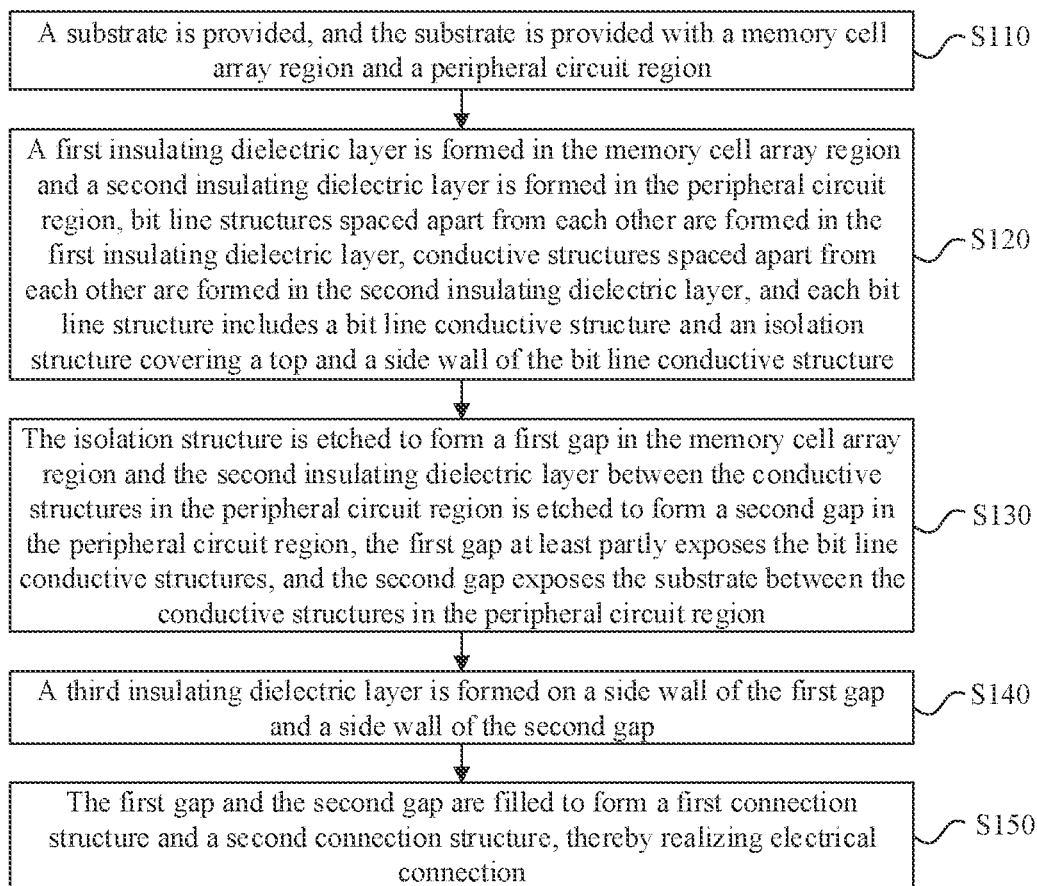 A substrate is provided, and the substrate is provided with a memory cell
array region and a peripheral circuit region
S110
A first insulating dielectric layer is formed in the memory cell array region
and a second insulating dielectric layer is formed in the peripheral circuit
region, bit line structures spaced apart from each other are formed in the
first insulating dielectric layer, conductive structures spaced apart from
each other are formed in the second insulating dielectric layer, and each bit
line structure includes a bit line conductive structure and an isolation
structure covering a top and a side wall of the bit line conductive structure
S120
The isolation structure is etched to form a first gap in the memory cell array
region and the second insulating dielectric layer between the conductive
structures in the peripheral circuit region is etched to form a second gap in
the peripheral circuit region, the first gap at least partly exposes the bit line
conductive structures, and the second gap exposes the substrate between the
conductive structures in the peripheral circuit region
S130
A third insulating dielectric layer is formed on a side wall of the first gap
and a side wall of the second gap
S140
The first gap and the second gap are filled to form a first connection
structure and a second connection structure, thereby realizing electrical
connection
S150